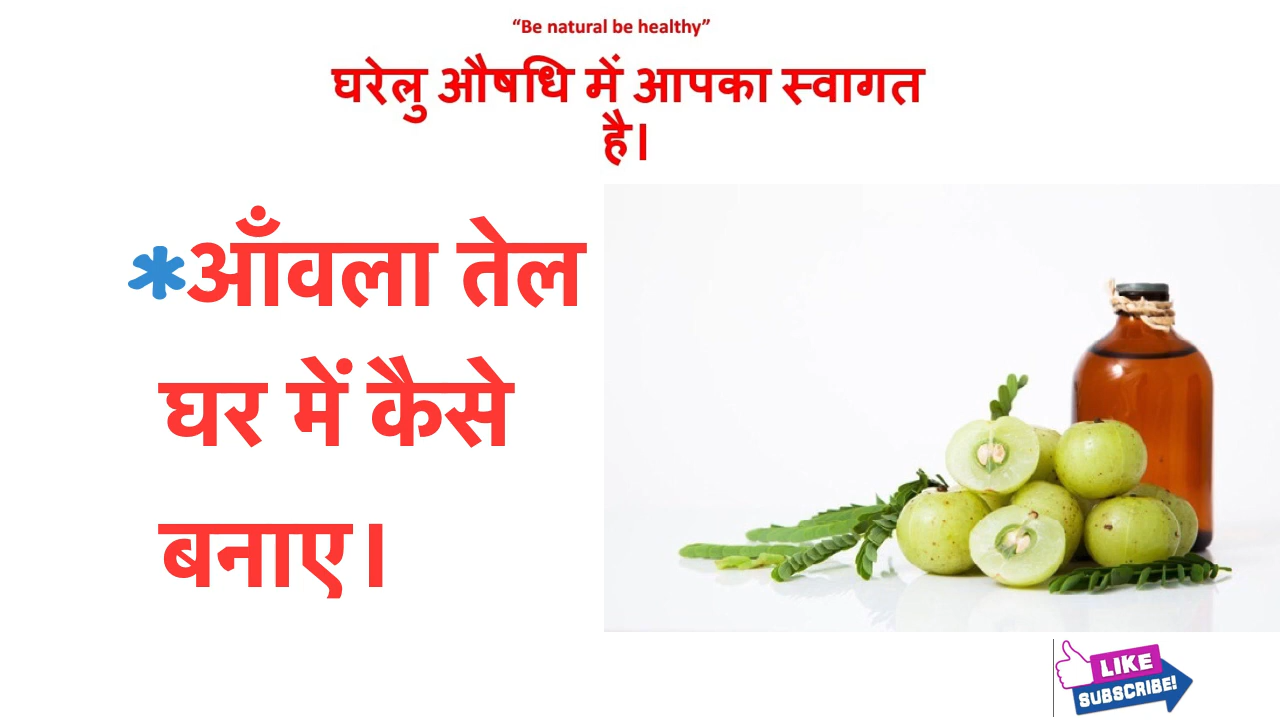 “Be natural be healthy”
घरेलु औषधि में आपका स्वागत
है।
*आँवला तेल
घर में कैसे
बनाए।
LIKE
SUBSCRIBE!